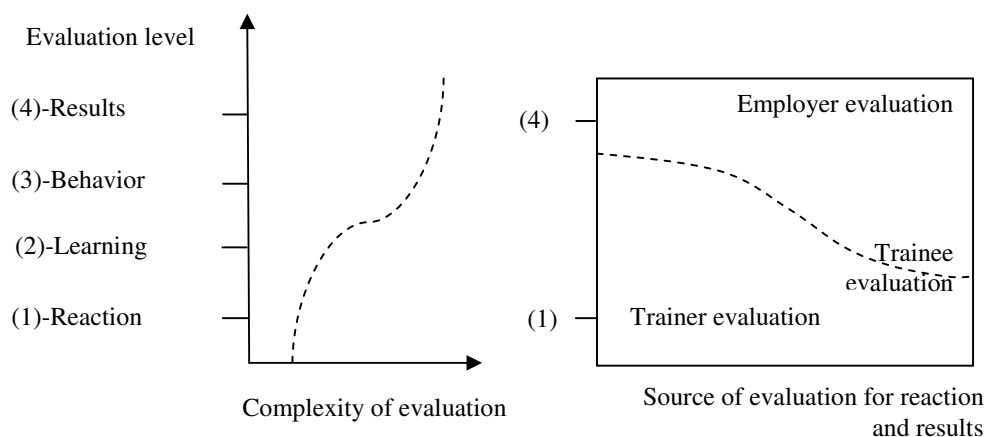 Evaluation level
(4)-Results
(3)-Behavior
(2)-Learning
(1)-Reaction
Complexity of evaluation
(4)
(1)
Employer evaluation
Trainee
evaluation
Trainer evaluation
Source of evaluation for reaction
and results